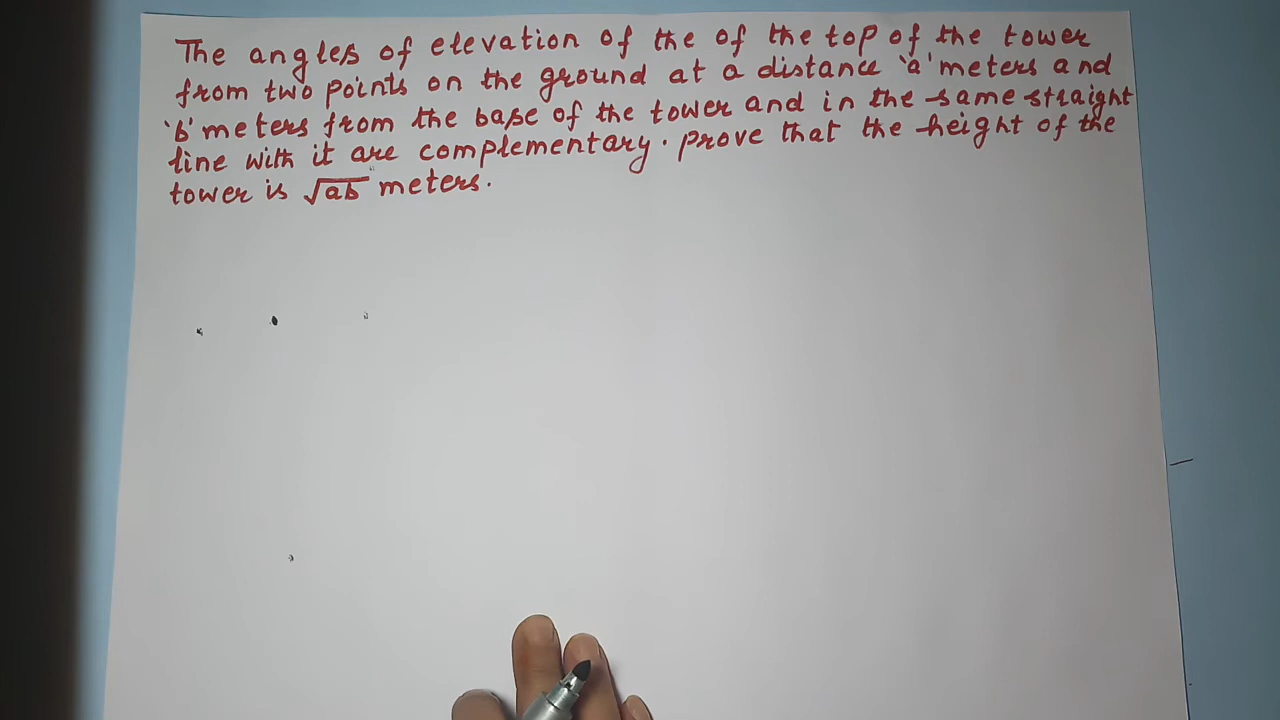 The angles of elevation of the of the top of the tower
from two points on the ground at a distance 'a' meters and
'b' meters from the base of the tower and in the same straight
line with it are complementary. prove that the height of the
tower is √ab meters.